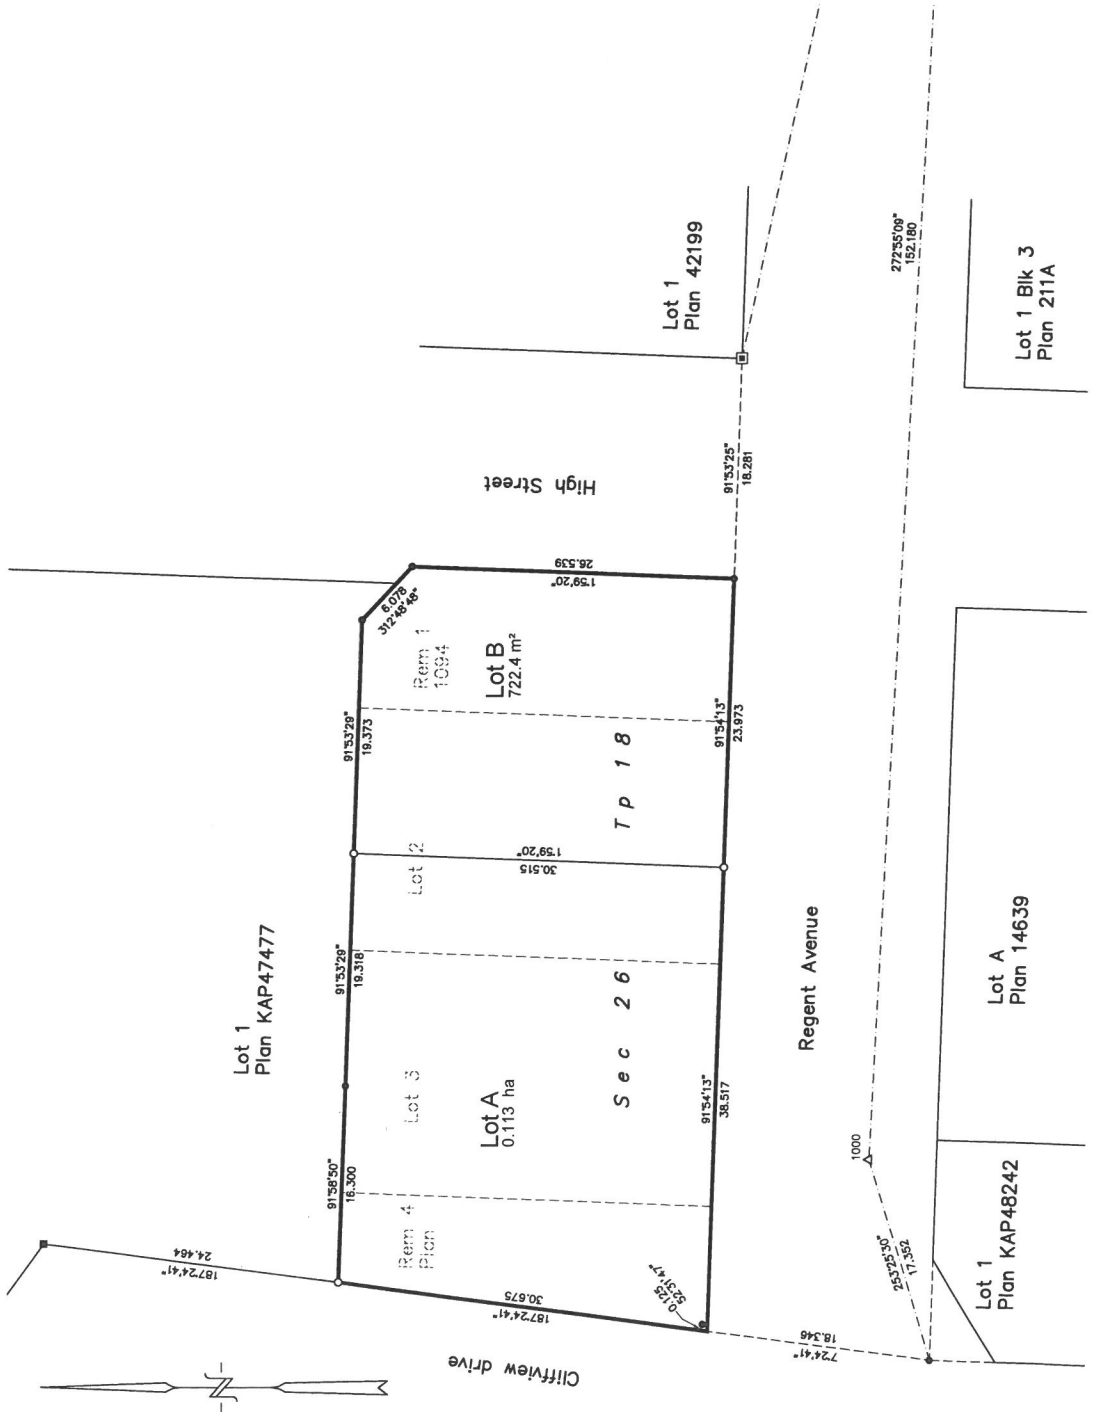 Lot 1
Plan KAP47477
187°24'41"
24.464
91°58'50"
16.300
91°53'29"
19.318
91°53'29"
19.373
6.078
312°48'48"
Rem 4
Plan
Lot 3
Lot 2
Rem 1
1094
Lot A
0.113 ha
Lot B
722.4 m²
187°24'41"
30.675
30.515
1°59'20"
1°59'20"
26.539
Sec 26
Tp 18
0.125
52°31'47"
91°54'13"
38.517
91°54'13"
23.973
High Street
91°53'25"
18.281
Lot 1
Plan 42199
Cliffview drive
7°24'41"
18.346
Regent Avenue
1000
253°25'30"
17.352
272°55'09"
152.180
Lot 1
Plan KAP48242
Lot A
Plan 14639
Lot 1 Blk 3
Plan 211A
N